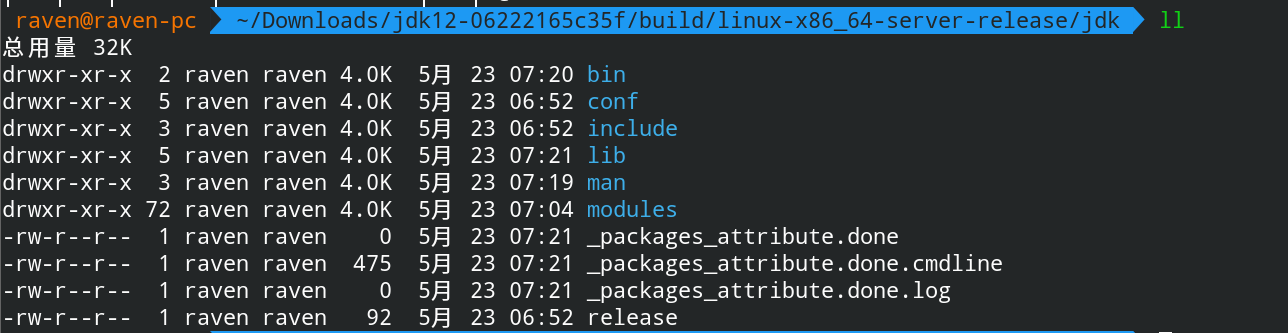 raven@raven-pc ~/Downloads/jdk12-06222165c35f/build/linux-x86_64-server-release/jdk ll
总用量 32K
drwxr-xr-x 2 raven raven 4.0K 5月 23 07:20 bin
drwxr-xr-x 5 raven raven 4.0K 5月 23 06:52 conf
drwxr-xr-x 3 raven raven 4.0K 5月 23 06:52 include
drwxr-xr-x 5 raven raven 4.0K 5月 23 07:21 lib
drwxr-xr-x 3 raven raven 4.0K 5月 23 07:19 man
drwxr-xr-x 72 raven raven 4.0K 5月 23 07:04 modules
-rw-r--r-- 1 raven raven 0 5月 23 07:21 _packages_attribute.done
-rw-r--r-- 1 raven raven 475 5月 23 07:21 _packages_attribute.done.cmdline
-rw-r--r-- 1 raven raven 0 5月 23 07:21 _packages_attribute.done.log
-rw-r--r-- 1 raven raven 92 5月 23 06:52 release